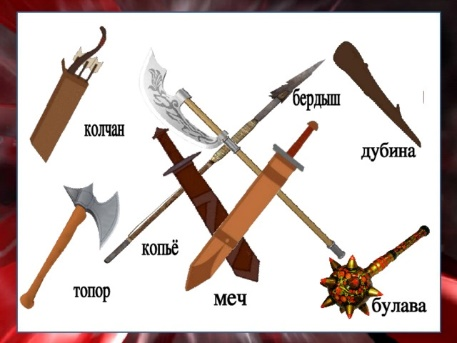 бердыш
колчан
дубина
копьё
топор
меч
булава